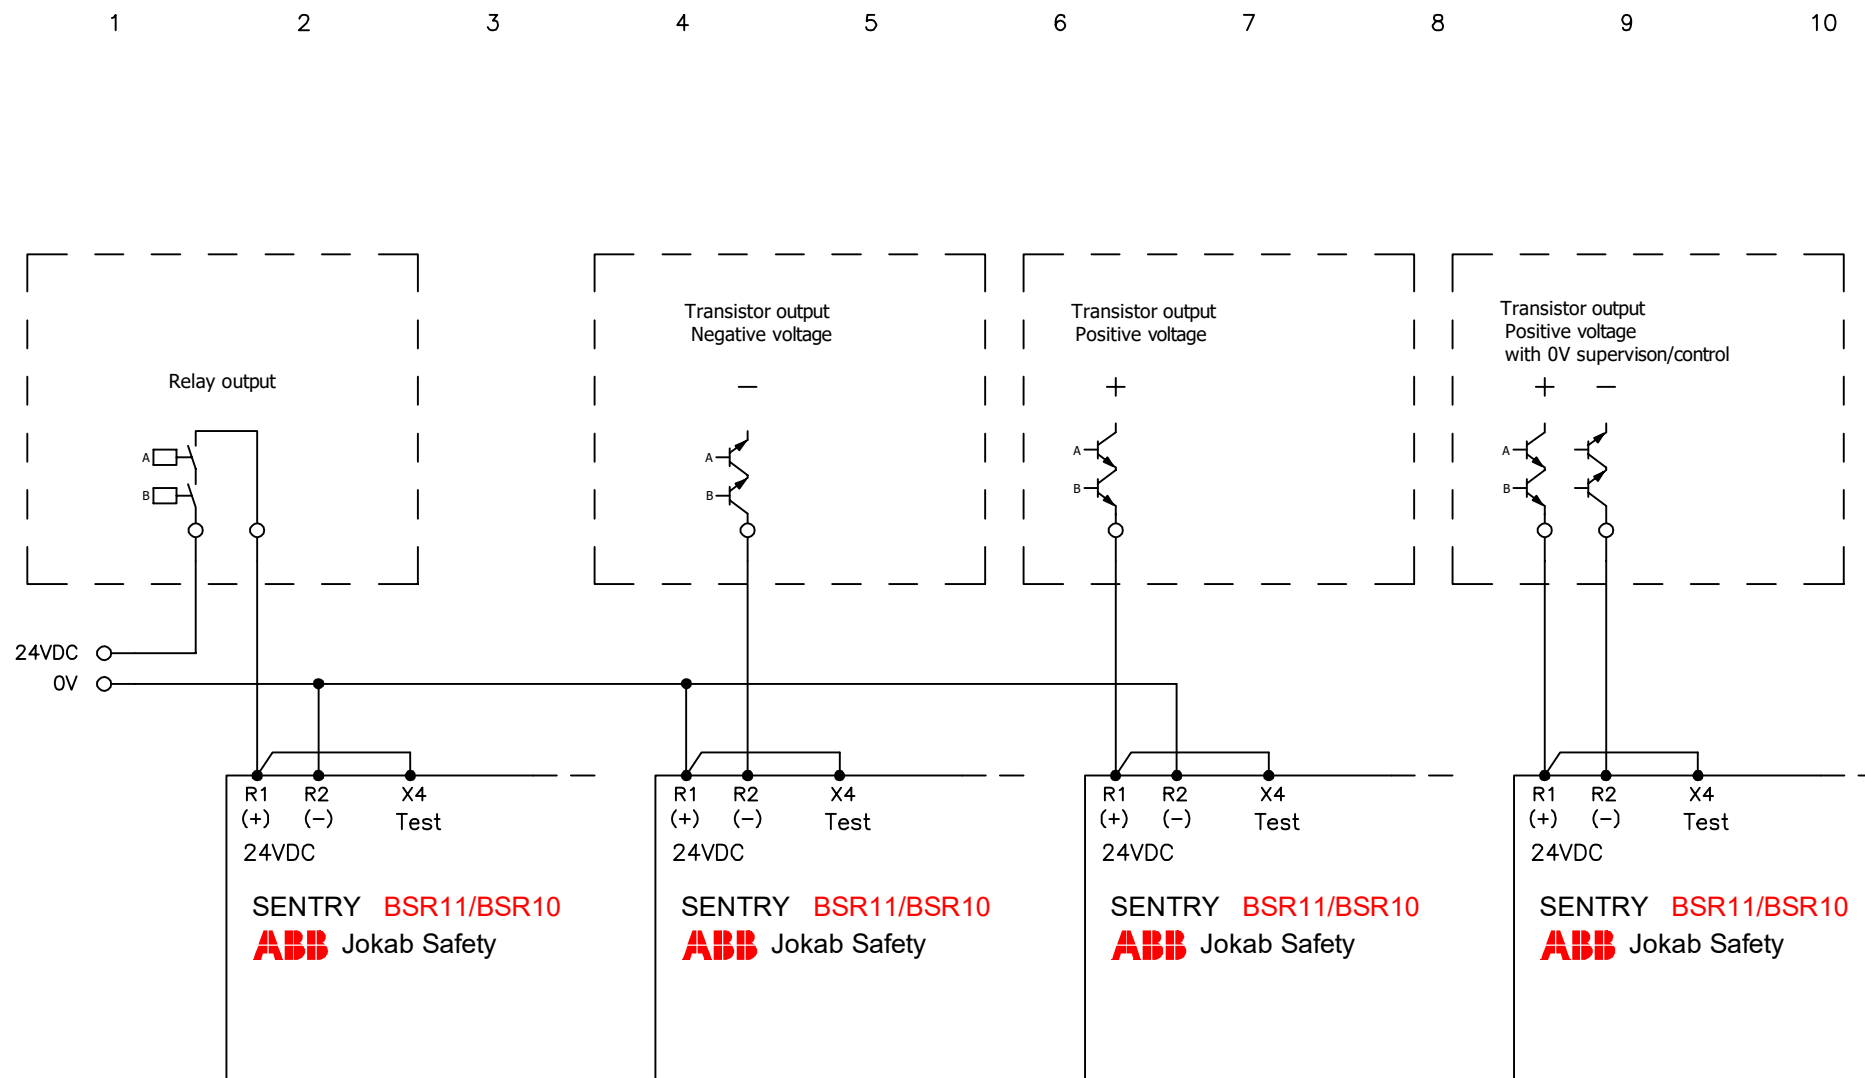 1 2 3 4 5 6 7 8 9 10
Relay output
A
B
Transistor output
Negative voltage
—
A
B
Transistor output
Positive voltage
+
A
B
Transistor output
Positive voltage
with 0V supervison/control
+ —
A
B
24VDC
0V
R1 R2 X4
(+) (−) Test
24VDC
SENTRY BSR11/BSR10
ABB Jokab Safety
R1 R2 X4
(+) (−) Test
24VDC
SENTRY BSR11/BSR10
ABB Jokab Safety
R1 R2 X4
(+) (−) Test
24VDC
SENTRY BSR11/BSR10
ABB Jokab Safety
R1 R2 X4
(+) (−) Test
24VDC
SENTRY BSR11/BSR10
ABB Jokab Safety